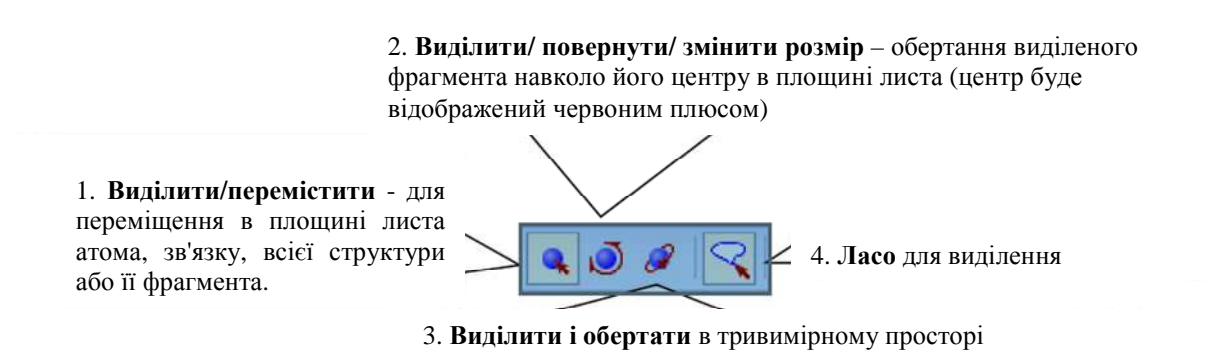 2. Виділити/ повернути/ змінити розмір – обертання виділеного
фрагмента навколо його центру в площині листа (центр буде
відображений червоним плюсом)
1. Виділити/перемістити - для
переміщення в площині листа
атома, зв'язку, всієї структури
або її фрагмента.
4. Ласо для виділення
3. Виділити і обертати в тривимірному просторі